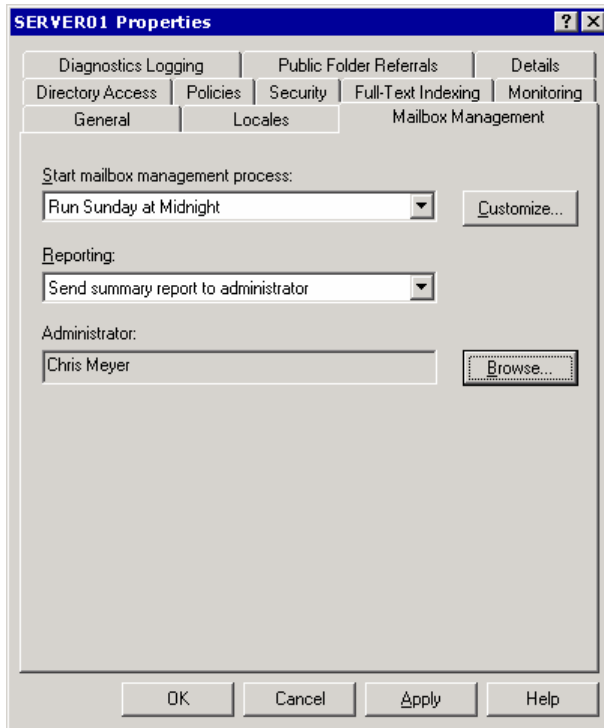 SERVER01 Properties
Diagnostics Logging Public Folder Referrals Details
Directory Access Policies Security Full-Text Indexing Monitoring
General Locales Mailbox Management
Start mailbox management process:
Run Sunday at Midnight Customize...
Reporting:
Send summary report to administrator
Administrator:
Chris Meyer Browse...
OK Cancel Apply Help